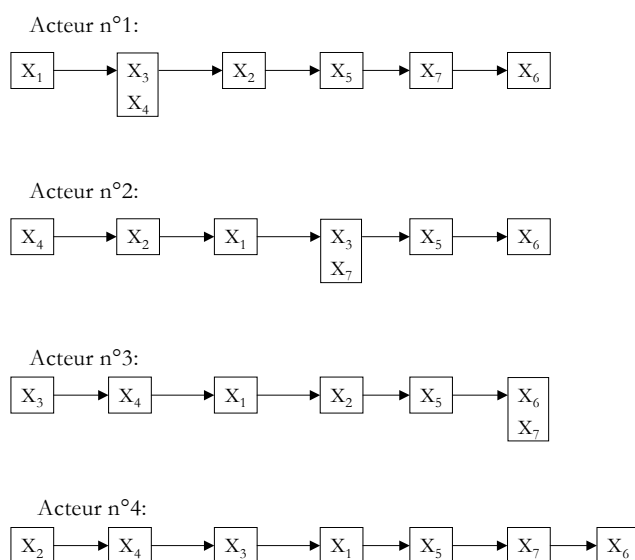 Acteur n°1:
X₁ X₃ X₂ X₅ X₇ X₆
X₄
Acteur n°2:
X₄ X₂ X₁ X₃ X₅ X₆
X₇
Acteur n°3:
X₃ X₄ X₁ X₂ X₅ X₆
X₇
Acteur n°4:
X₂ X₄ X₃ X₁ X₅ X₇ X₆